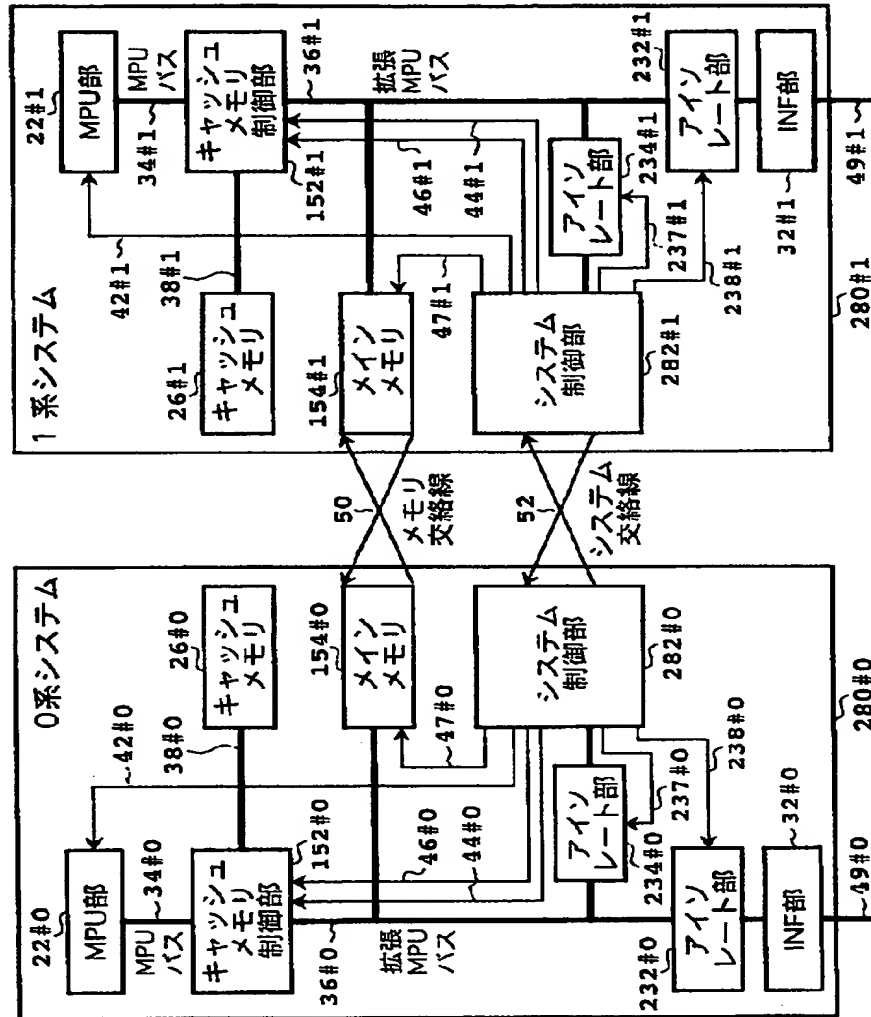 0系システム
22#0
MPU部
42#0
34#0
MPU
バス
38#0
26#0
キャッシュ
メモリ
152#0
キャッシュ
メモリ
制御部
36#0
46#0
44#0
拡張
MPU
バス
47#0
154#0
メイン
メモリ
システム
制御部
282#0
アイソ
レート部
234#0
237#0
238#0
232#0
アイソ
レート部
32#0
INF部
49#0
280#0
50
メモリ
交絡線
52
システム
交絡線
1系システム
22#1
MPU部
42#1
34#1
MPU
バス
38#1
26#1
キャッシュ
メモリ
キャッシュ
メモリ
制御部
152#1
36#1
46#1
44#1
拡張
MPU
バス
154#1
メイン
メモリ
47#1
システム
制御部
282#1
アイソ
レート部
234#1
237#1
238#1
232#1
アイソ
レート部
INF部
32#1
49#1
280#1